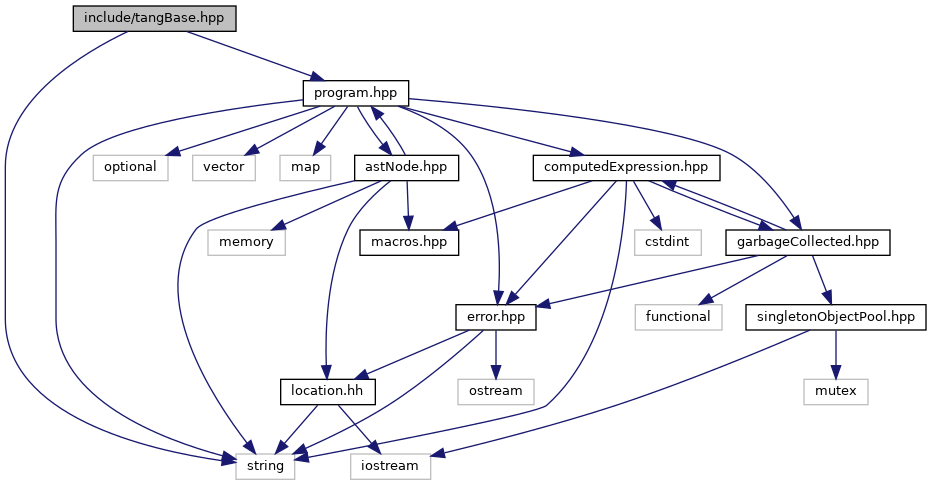 include/tangBase.hpp
program.hpp
optional
vector
map
astNode.hpp
computedExpression.hpp
memory
macros.hpp
cstdint
garbageCollected.hpp
error.hpp
functional
singletonObjectPool.hpp
location.hh
ostream
mutex
string
iostream